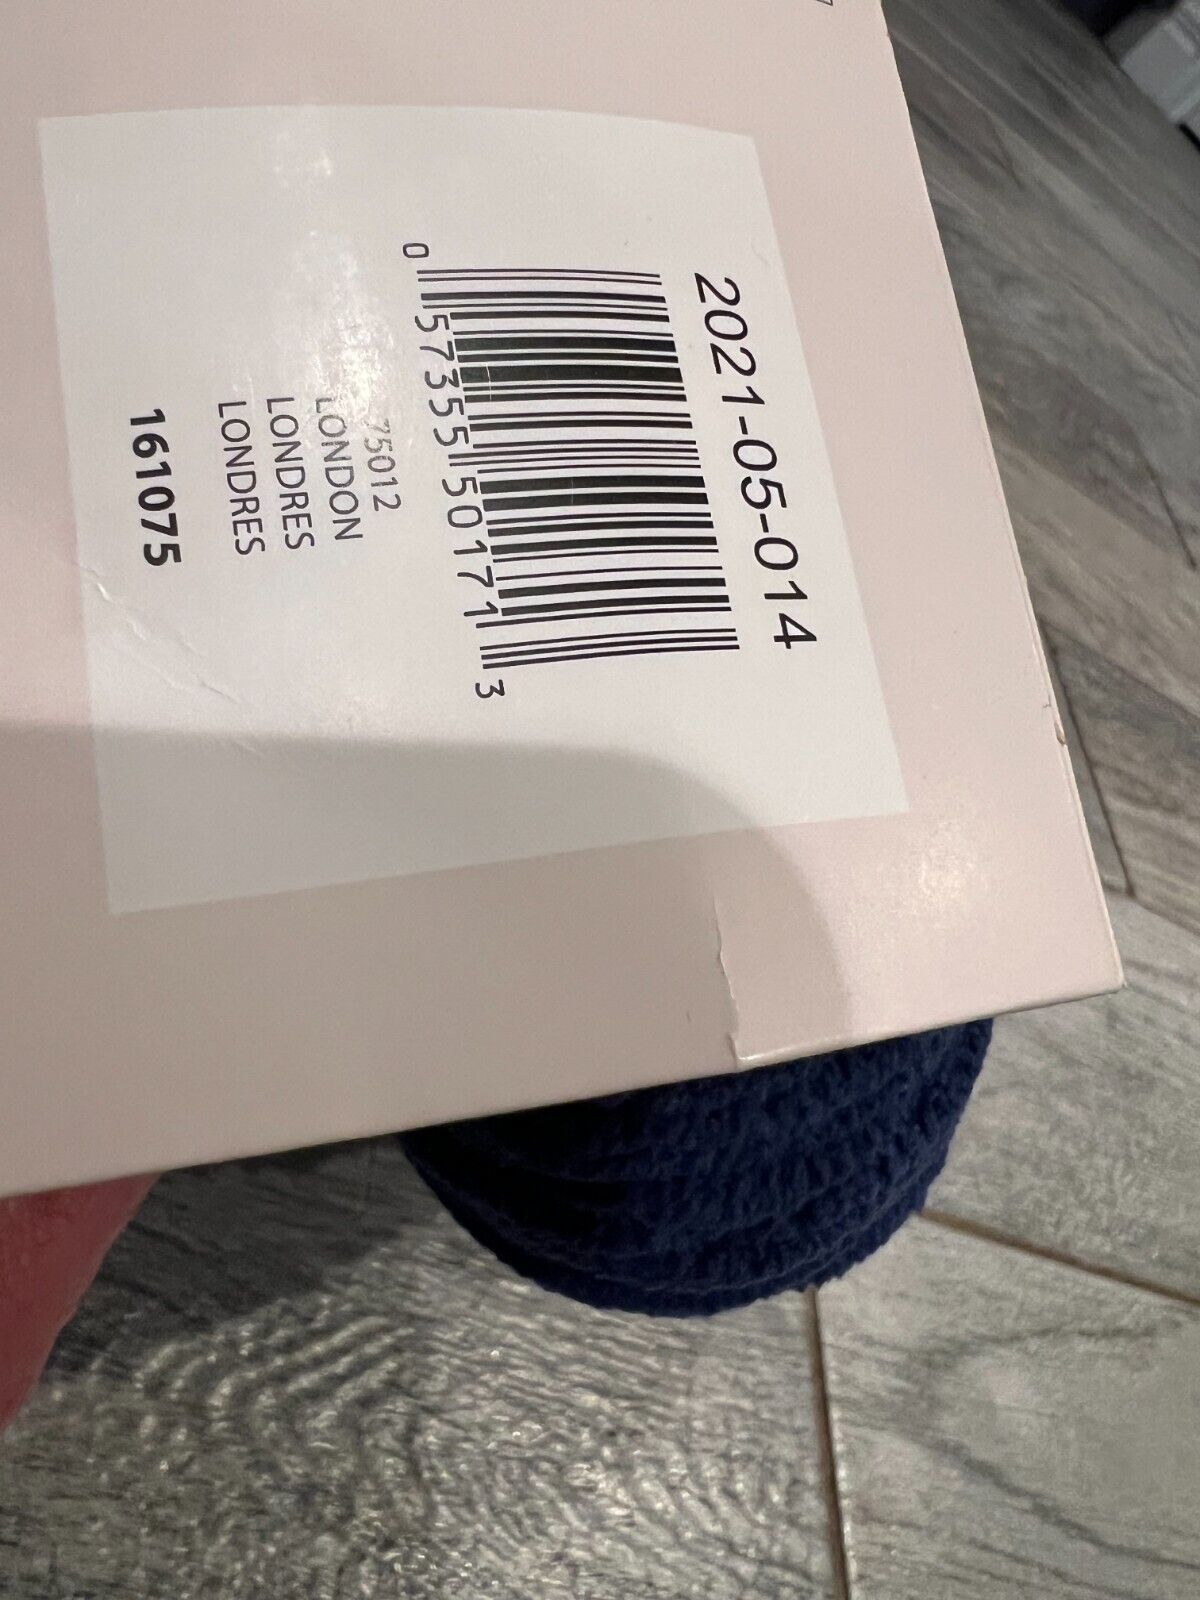 2021-05-014
0 57355 50171 3
75012
LONDON
LONDRES
LONDRES
161075